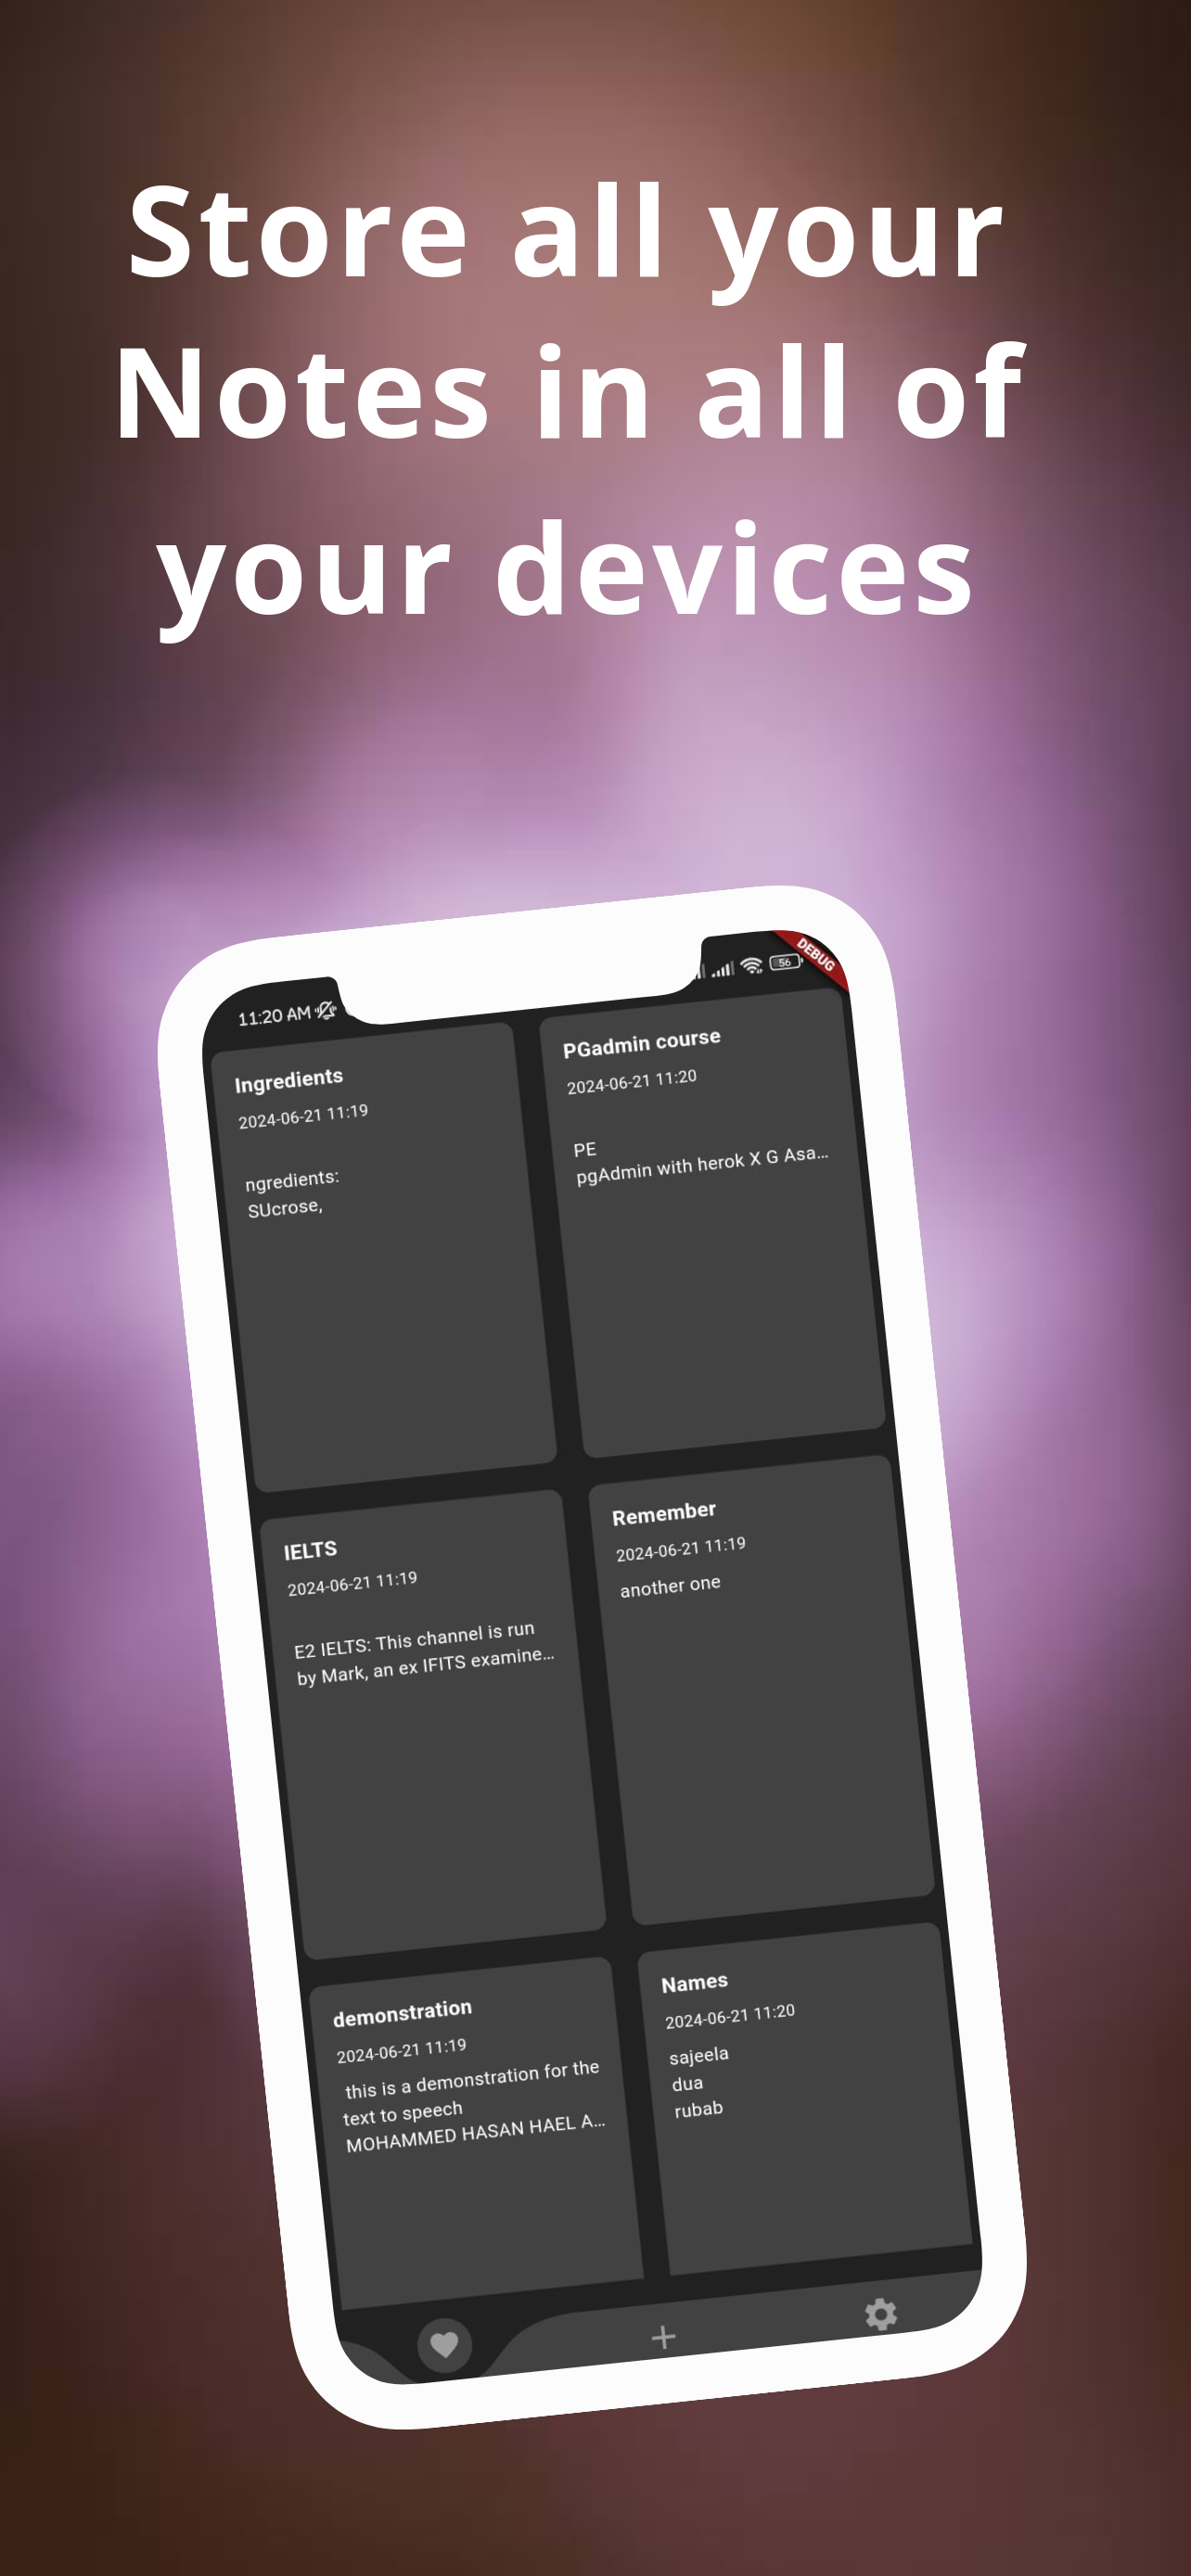 Store all your
Notes in all of
your devices
11:20 AM
56
DEBUG
Ingredients
2024-06-21 11:19
ngredients:
SUcrose,
PGadmin course
2024-06-21 11:20
PE
pgAdmin with herok X G Asa...
IELTS
2024-06-21 11:19
E2 IELTS: This channel is run
by Mark, an ex IFITS examine...
Remember
2024-06-21 11:19
another one
demonstration
2024-06-21 11:19
this is a demonstration for the
text to speech
MOHAMMED HASAN HAEL A...
Names
2024-06-21 11:20
sajeela
dua
rubab